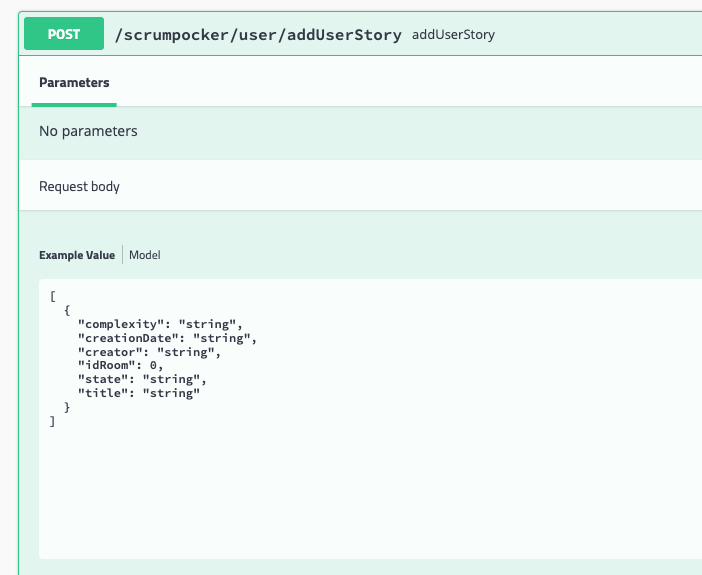 POST /scrumpocker/user/addUserStory addUserStory
Parameters
No parameters
Request body
Example Value Model
[
  {
    "complexity": "string",
    "creationDate": "string",
    "creator": "string",
    "idRoom": 0,
    "state": "string",
    "title": "string"
  }
]